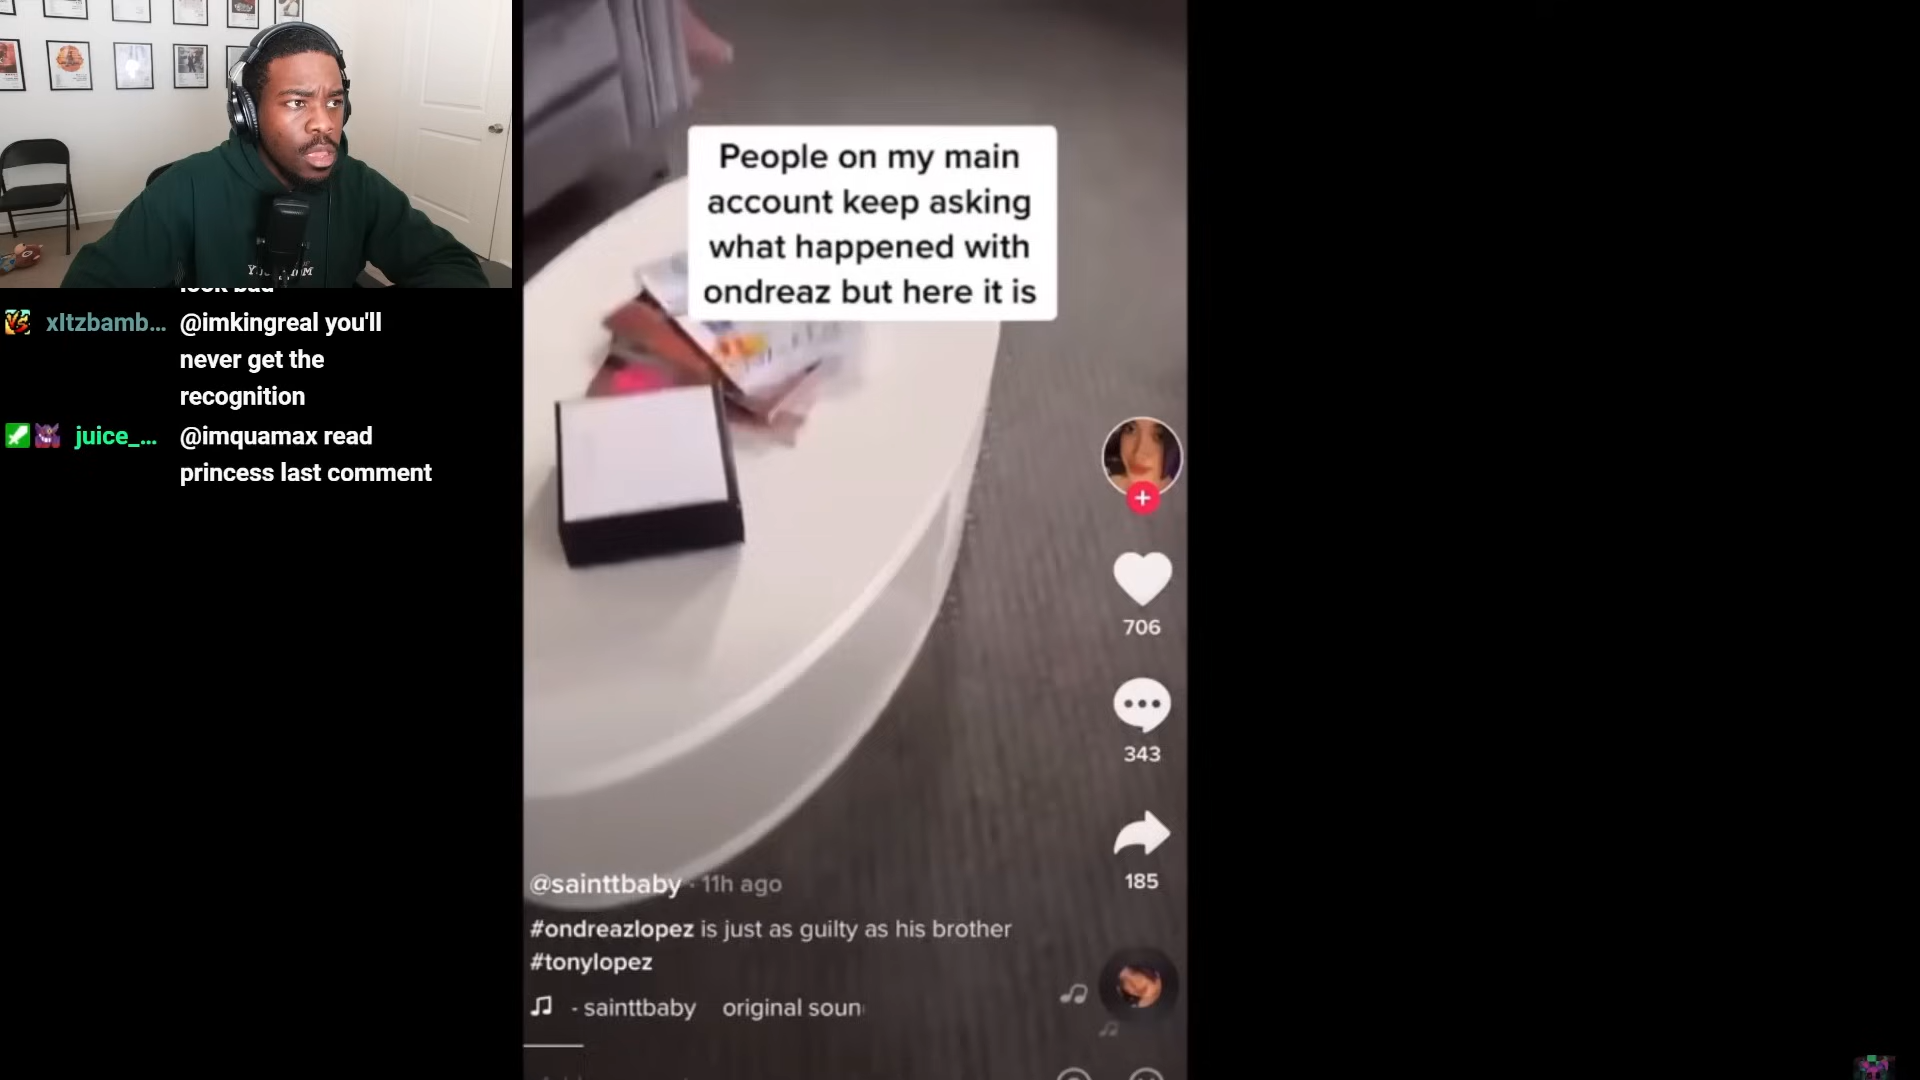 xItzbamb... @imkingreal you'll
never get the
recognition
juice_... @imquamax read
princess last comment
People on my main
account keep asking
what happened with
ondreaz but here it is
706
343
185
@sainttbaby · 11h ago
#ondreazlopez is just as guilty as his brother
#tonylopez
- sainttbaby original soun